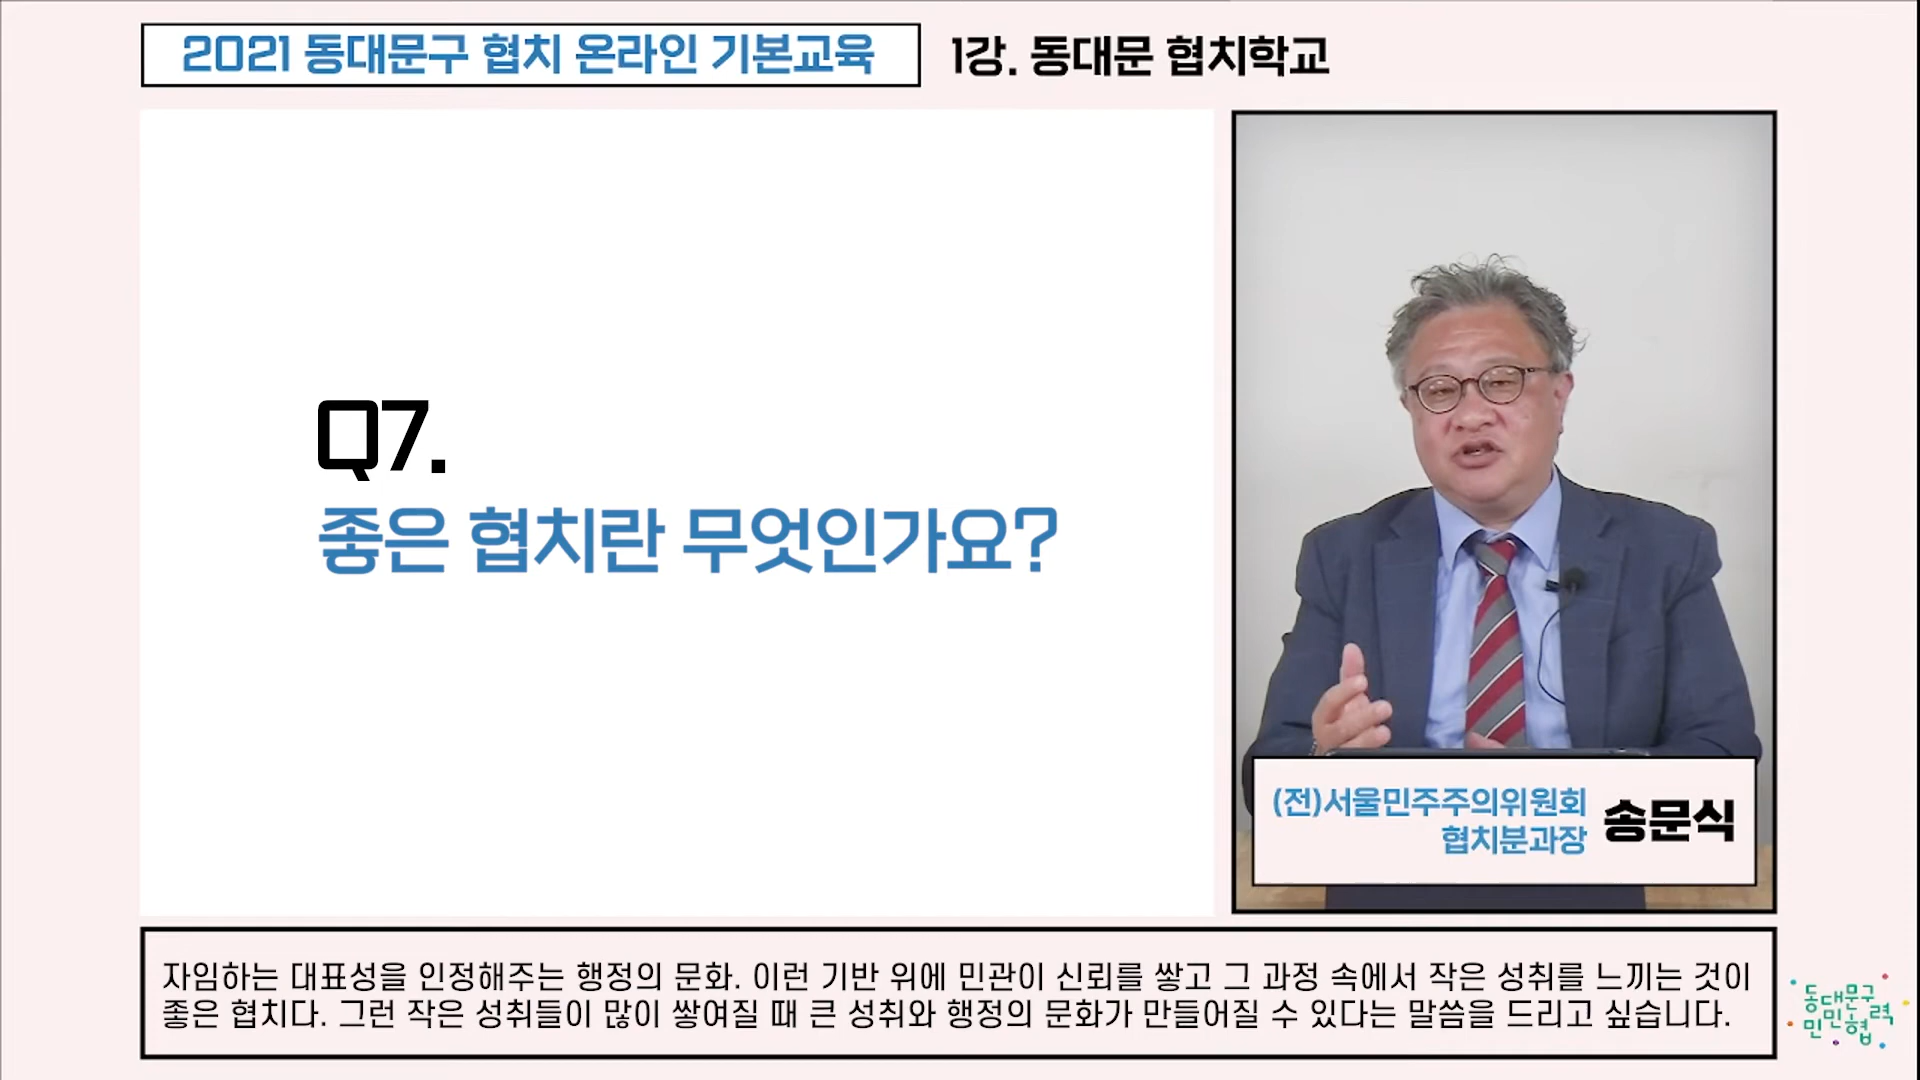 2021 동대문구 협치 온라인 기본교육
1강. 동대문 협치학교
Q7.
좋은 협치란 무엇인가요?
(전)서울민주주의위원회
협치분과장
송문식
자임하는 대표성을 인정해주는 행정의 문화. 이런 기반 위에 민관이 신뢰를 쌓고 그 과정 속에서 작은 성취를 느끼는 것이
좋은 협치다. 그런 작은 성취들이 많이 쌓여질 때 큰 성취와 행정의 문화가 만들어질 수 있다는 말씀을 드리고 싶습니다.
동대문구
민민협력